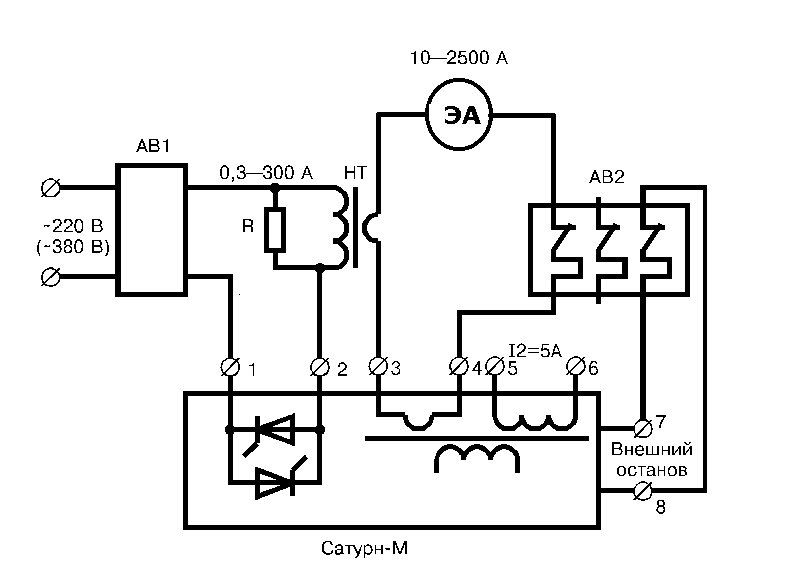 10—2500 А
ЭА
АВ1
0,3—300 А
НТ
АВ2
R
~220 В
(~380 В)
I2=5А
1
2
3
4
5
6
7
Внешний
останов
8
Сатурн-М